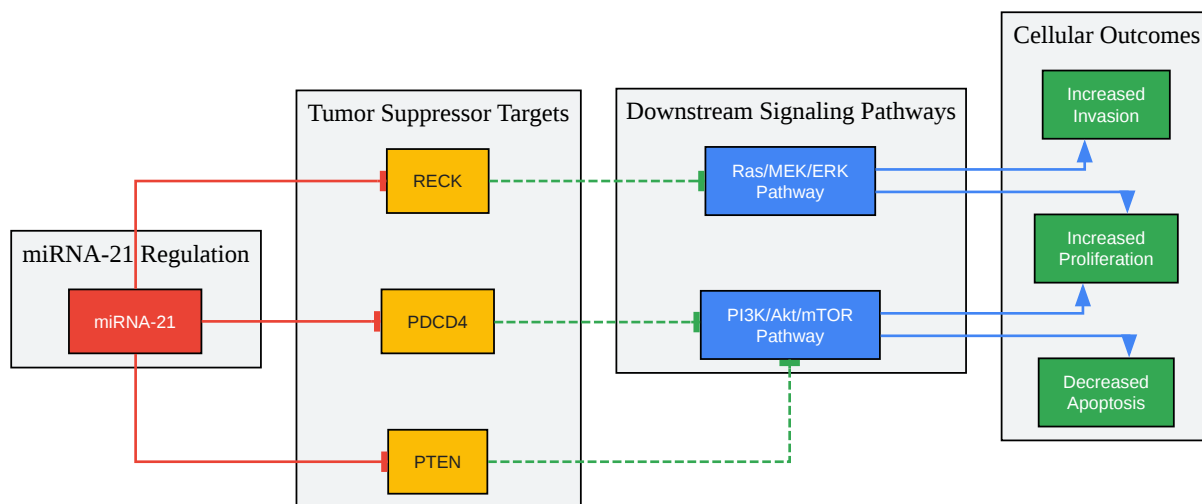 miRNA-21 Regulation
miRNA-21
Tumor Suppressor Targets
RECK
PDCD4
PTEN
Downstream Signaling Pathways
Ras/MEK/ERK
Pathway
PI3K/Akt/mTOR
Pathway
Cellular Outcomes
Increased
Invasion
Increased
Proliferation
Decreased
Apoptosis